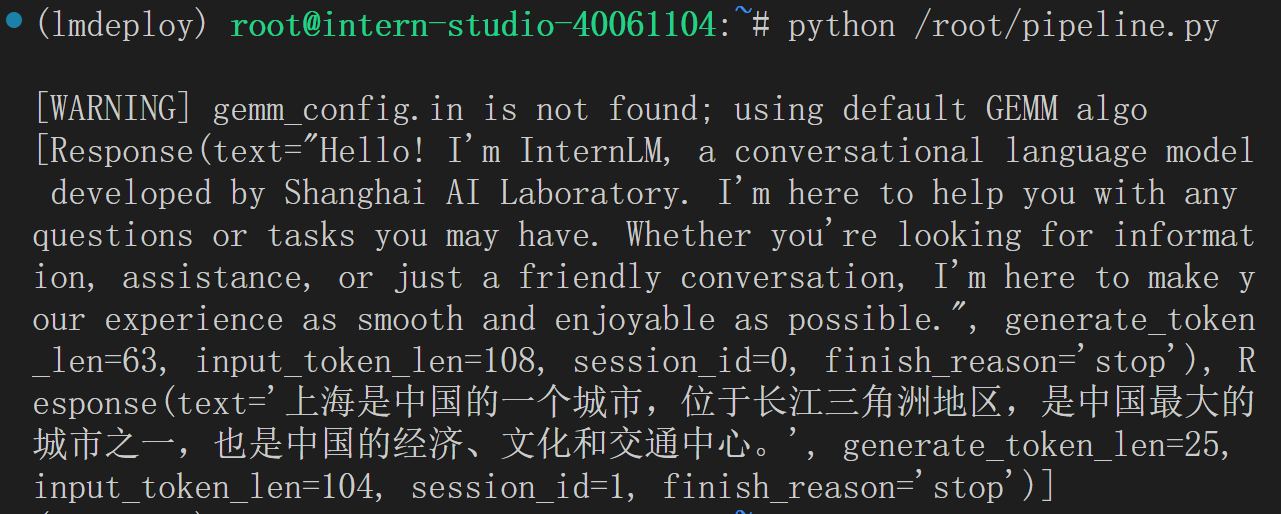 (lmdeploy) root@intern-studio-40061104:~# python /root/pipeline.py
[WARNING] gemm_config.in is not found; using default GEMM algo
[Response(text="Hello! I'm InternLM, a conversational language model
 developed by Shanghai AI Laboratory. I'm here to help you with any
questions or tasks you may have. Whether you're looking for informat
ion, assistance, or just a friendly conversation, I'm here to make y
our experience as smooth and enjoyable as possible.", generate_token
_len=63, input_token_len=108, session_id=0, finish_reason='stop'), R
esponse(text='上海是中国的一个城市，位于长江三角洲地区，是中国最大的
城市之一，也是中国的经济、文化和交通中心。', generate_token_len=25,
input_token_len=104, session_id=1, finish_reason='stop')]